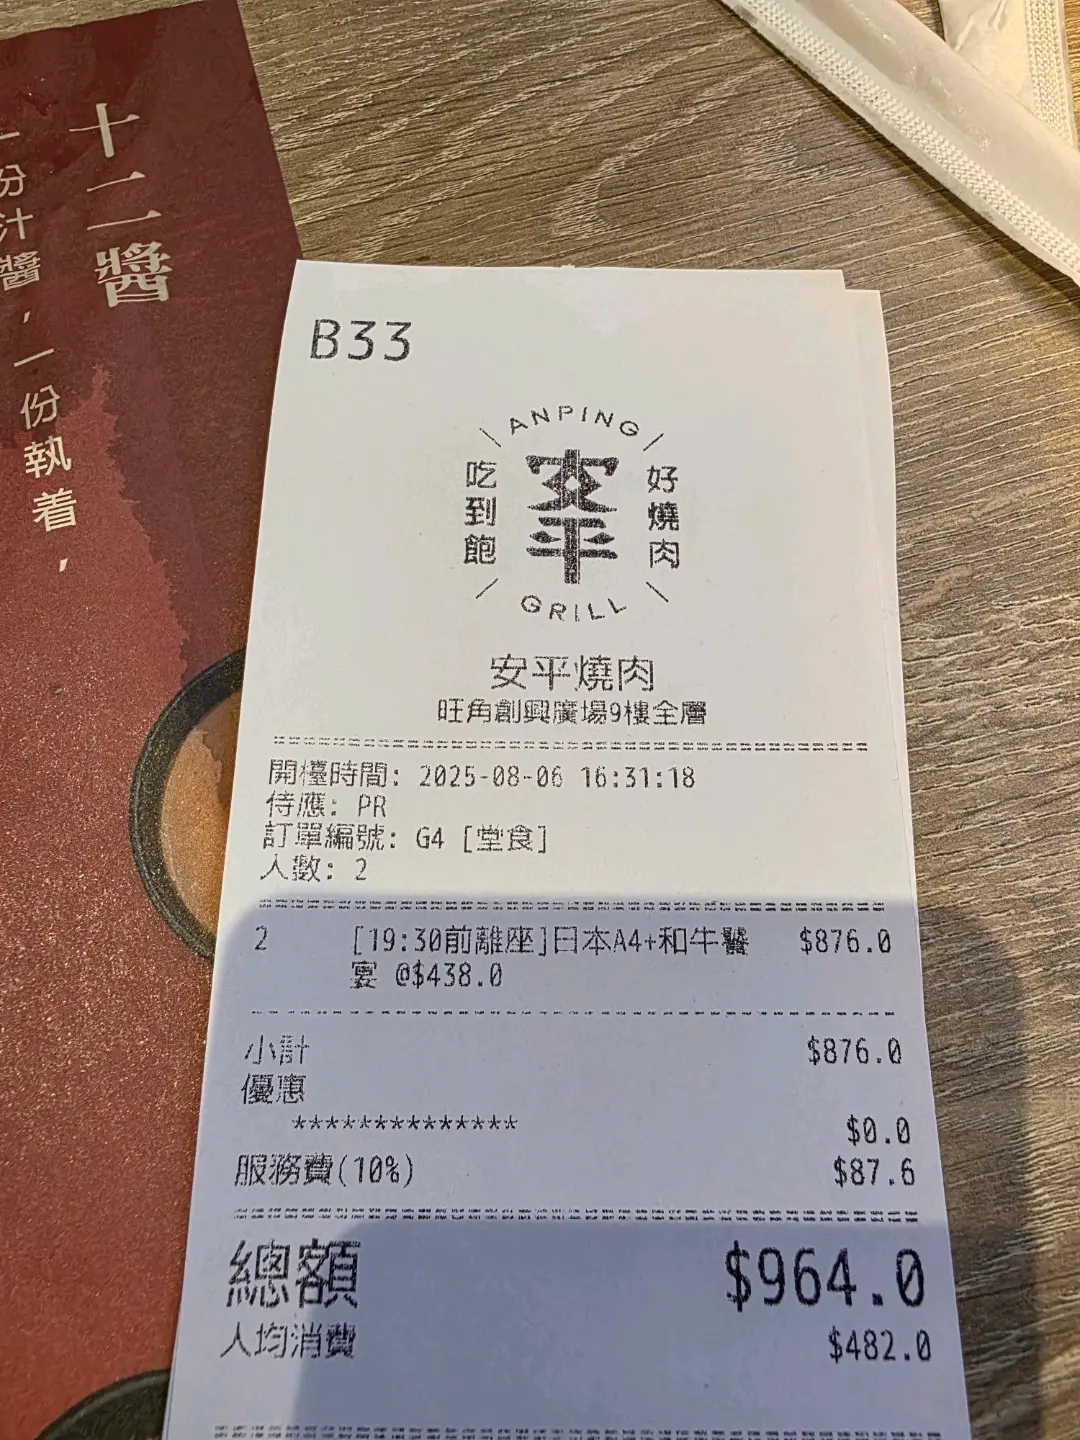 十二醬
一份汁醬，一份執着，
B33
ANPING
吃到飽
安平
好燒肉
GRILL
安平燒肉
旺角創興廣場9樓全層
開檯時間: 2025-08-06 16:31:18
侍應: PR
訂單編號: G4 [堂食]
人數: 2
2 [19:30前離座]日本A4+和牛饗 $876.0
宴 @$438.0
小計 $876.0
優惠
************** $0.0
服務費(10%) $87.6
總額 $964.0
人均消費 $482.0